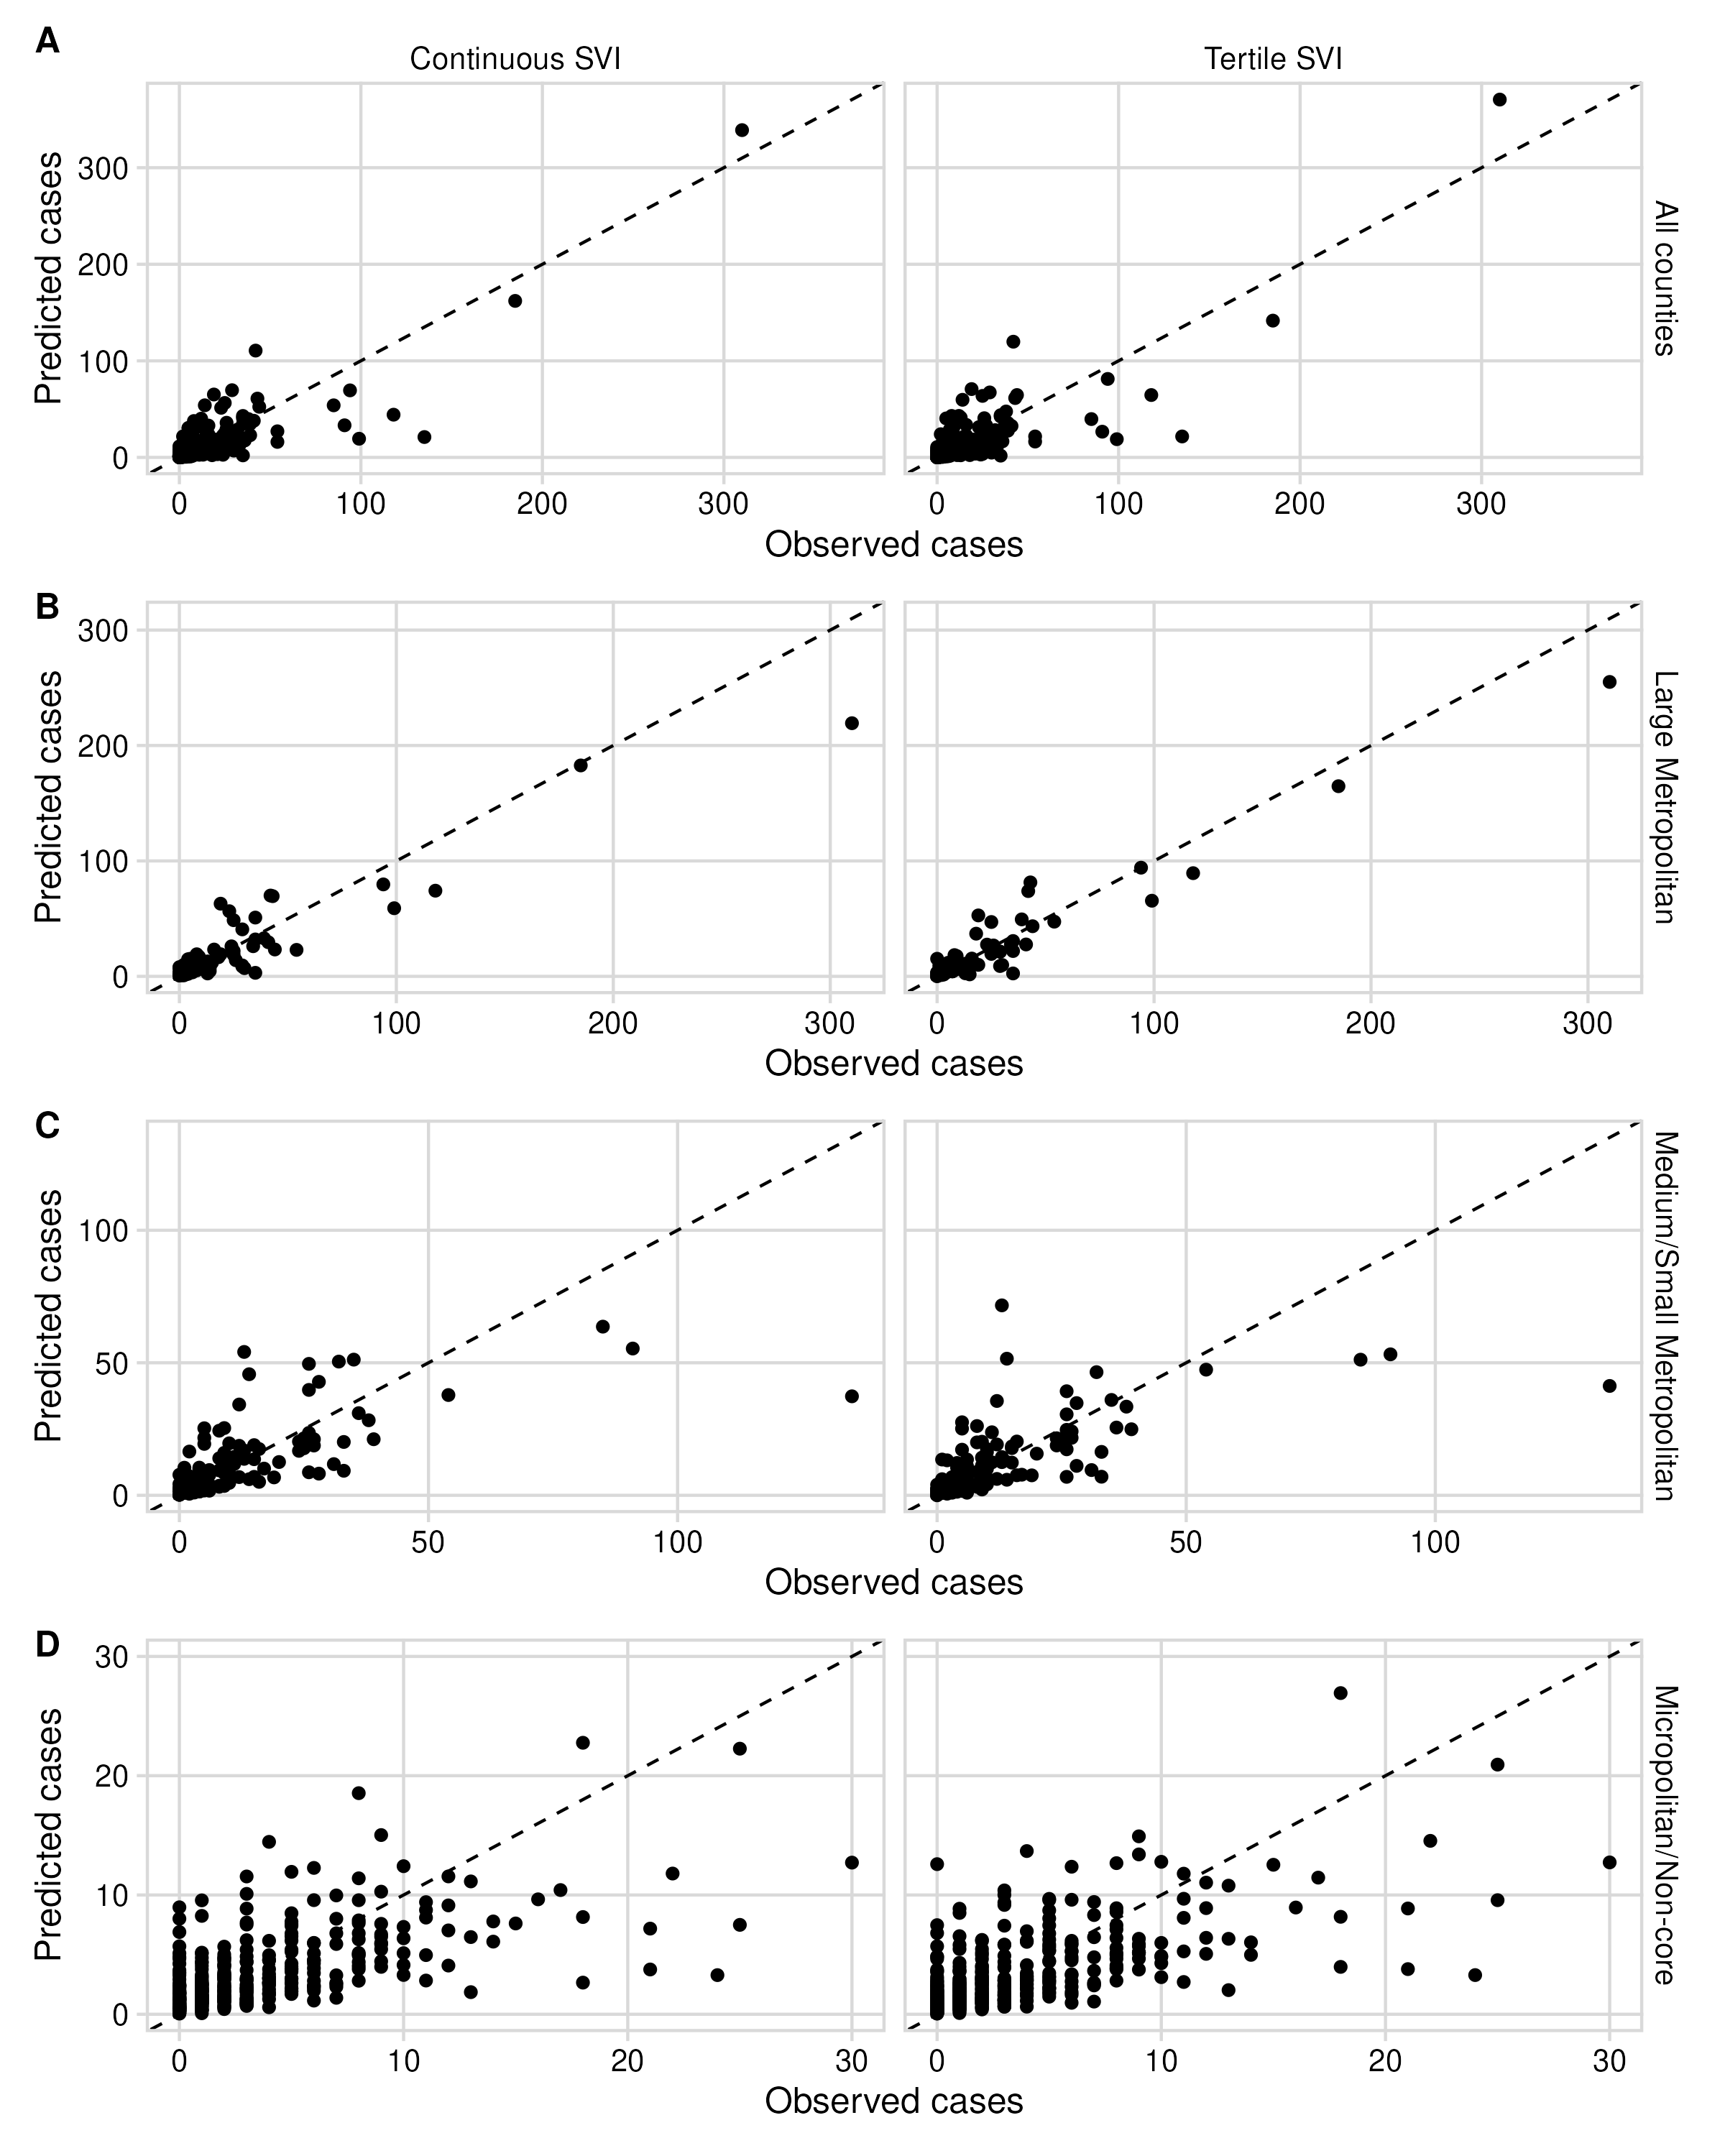 A
Continuous SVI
Tertile SVI
Predicted cases
300
200
100
0
All counties
0 100 200 300
0 100 200 300
Observed cases
B
Predicted cases
300
200
100
0
Large Metropolitan
0 100 200 300
0 100 200 300
Observed cases
C
Predicted cases
100
50
0
Medium/Small Metropolitan
0 50 100
0 50 100
Observed cases
D
Predicted cases
30
20
10
0
Micropolitan/Non-core
0 10 20 30
0 10 20 30
Observed cases